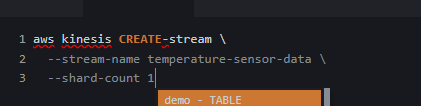 1 aws kinesis CREATE-stream \
2 --stream-name temperature-sensor-data \
3 --shard-count 1
demo - TABLE